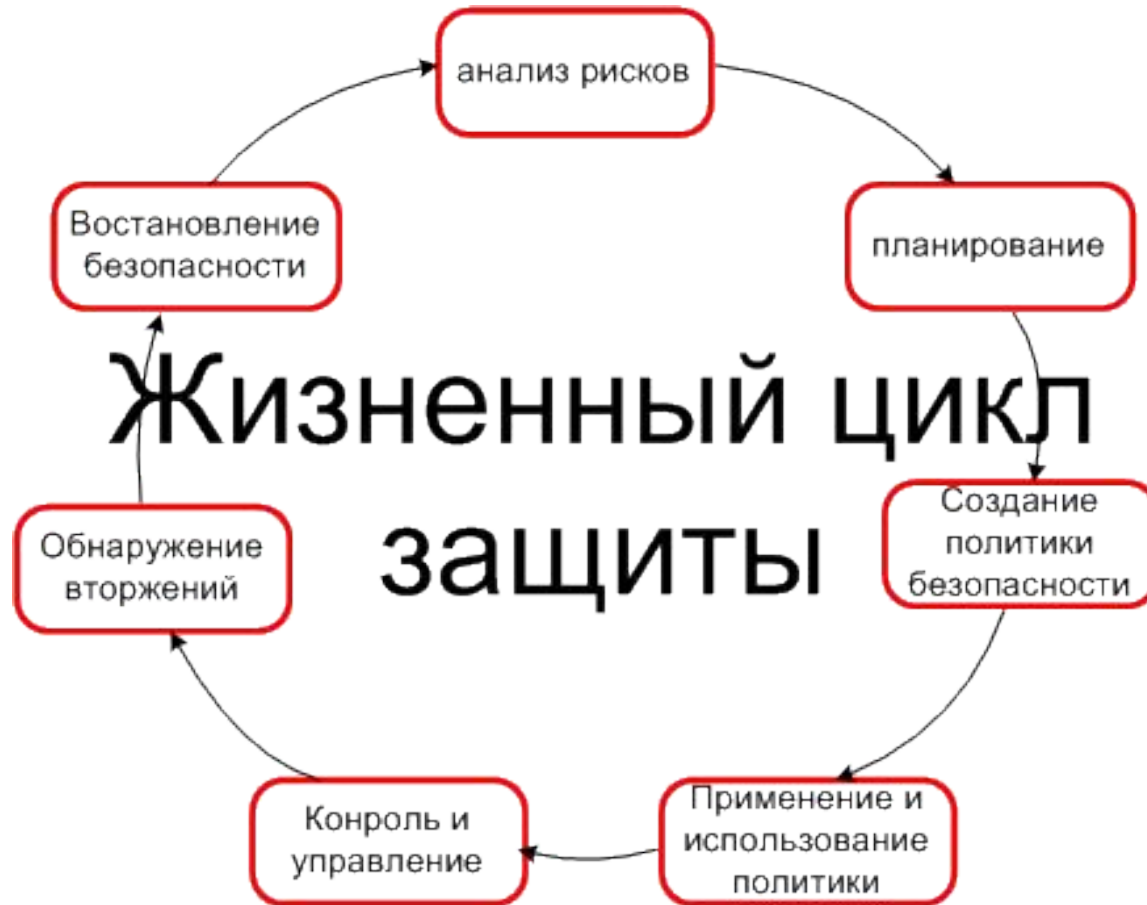 анализ рисков
планирование
Создание
политики
безопасности
Применение и
использование
политики
Конроль и
управление
Обнаружение
вторжений
Востановление
безопасности
Жизненный цикл
защиты